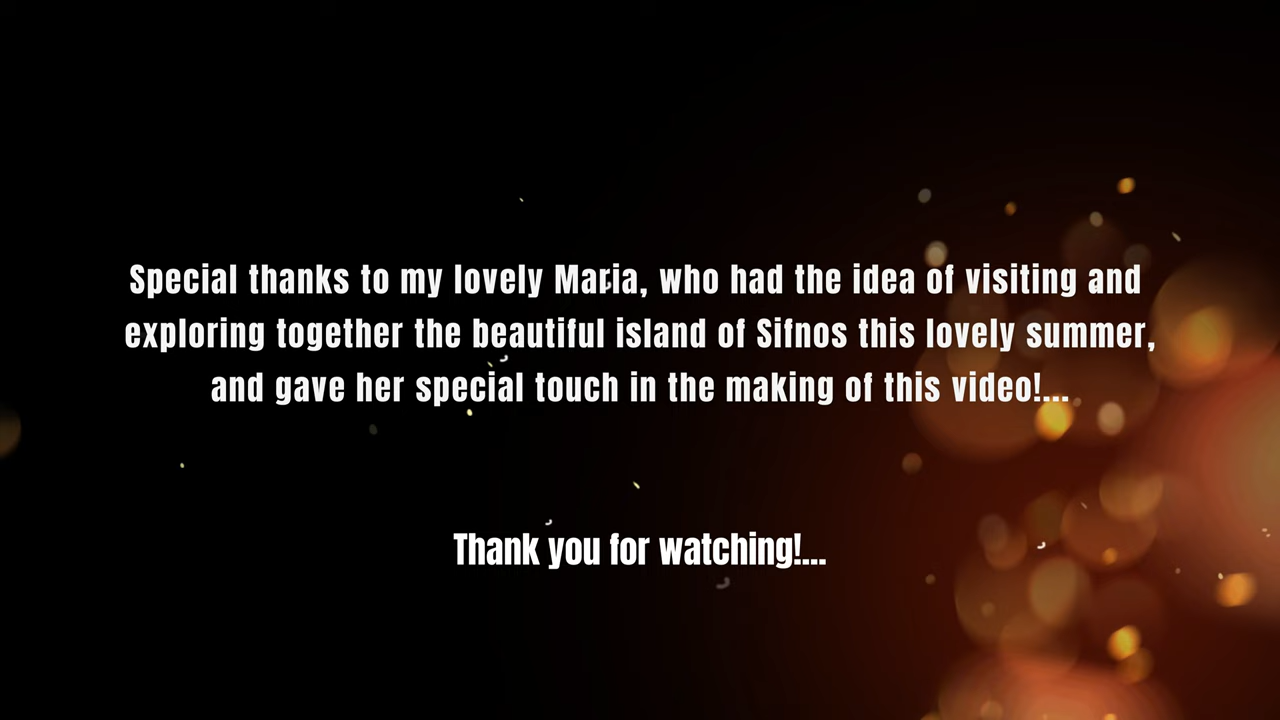 Special thanks to my lovely Maria, who had the idea of visiting and
exploring together the beautiful island of Sifnos this lovely summer,
and gave her special touch in the making of this video!...
Thank you for watching!...